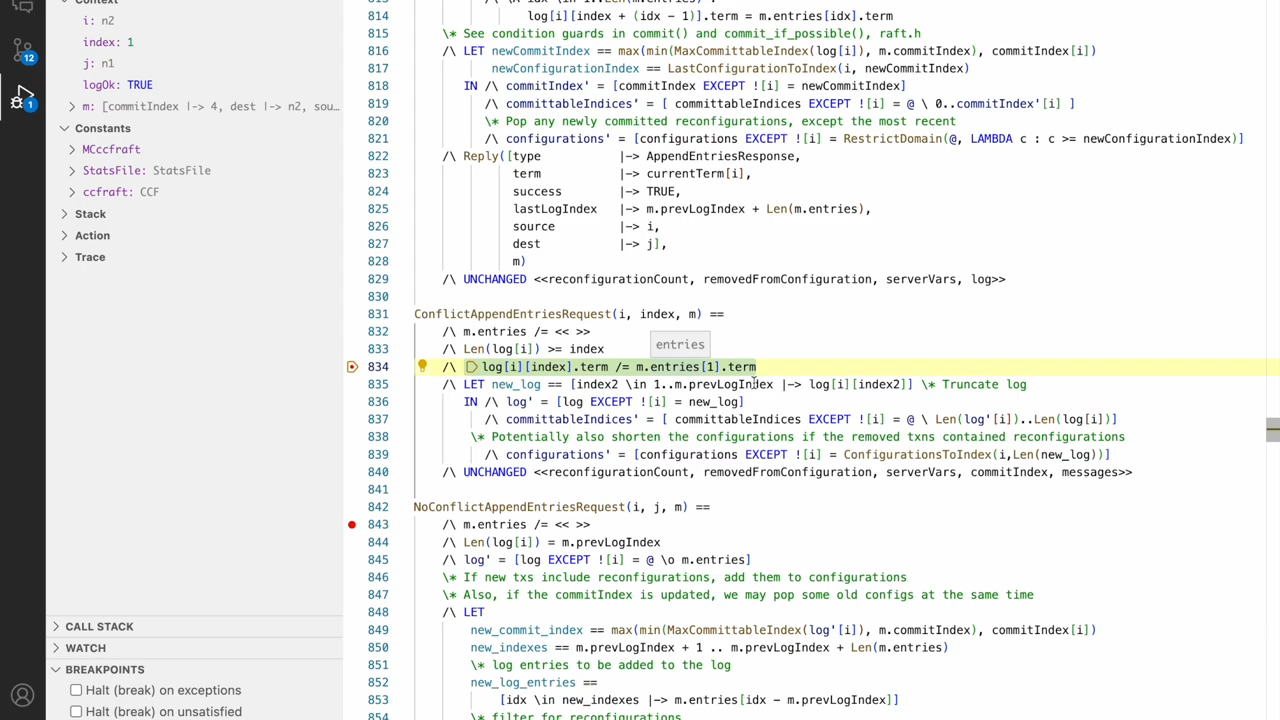 Context
i: n2
index: 1
j: n1
logOk: TRUE
m: [commitIndex |-> 4, dest |-> n2, sou…
Constants
MCccfraft
StatsFile: StatsFile
ccfraft: CCF
Stack
Action
Trace
CALL STACK
WATCH
BREAKPOINTS
Halt (break) on exceptions
Halt (break) on unsatisfied
12
1
814 log[i][index + (idx - 1)].term = m.entries[idx].term
815 \* See condition guards in commit() and commit_if_possible(), raft.h
816 /\ LET newCommitIndex == max(min(MaxCommittableIndex(log[i]), m.commitIndex), commitIndex[i])
817 newConfigurationIndex == LastConfigurationToIndex(i, newCommitIndex)
818 IN /\ commitIndex' = [commitIndex EXCEPT ![i] = newCommitIndex]
819 /\ committableIndices' = [ committableIndices EXCEPT ![i] = @ \ 0..commitIndex'[i] ]
820 \* Pop any newly committed reconfigurations, except the most recent
821 /\ configurations' = [configurations EXCEPT ![i] = RestrictDomain(@, LAMBDA c : c >= newConfigurationIndex)]
822 /\ Reply([type |-> AppendEntriesResponse,
823 term |-> currentTerm[i],
824 success |-> TRUE,
825 lastLogIndex |-> m.prevLogIndex + Len(m.entries),
826 source |-> i,
827 dest |-> j],
828 m)
829 /\ UNCHANGED <<reconfigurationCount, removedFromConfiguration, serverVars, log>>
830
831 ConflictAppendEntriesRequest(i, index, m) ==
832 /\ m.entries /= << >>
833 /\ Len(log[i]) >= index
entries
834 /\ log[i][index].term /= m.entries[1].term
835 /\ LET new_log == [index2 \in 1..m.prevLogIndex |-> log[i][index2]] \* Truncate log
836 IN /\ log' = [log EXCEPT ![i] = new_log]
837 /\ committableIndices' = [ committableIndices EXCEPT ![i] = @ \ Len(log'[i])..Len(log[i])]
838 \* Potentially also shorten the configurations if the removed txns contained reconfigurations
839 /\ configurations' = [configurations EXCEPT ![i] = ConfigurationsToIndex(i,Len(new_log))]
840 /\ UNCHANGED <<reconfigurationCount, removedFromConfiguration, serverVars, commitIndex, messages>>
841
842 NoConflictAppendEntriesRequest(i, j, m) ==
843 /\ m.entries /= << >>
844 /\ Len(log[i]) = m.prevLogIndex
845 /\ log' = [log EXCEPT ![i] = @ \o m.entries]
846 \* If new txs include reconfigurations, add them to configurations
847 \* Also, if the commitIndex is updated, we may pop some old configs at the same time
848 /\ LET
849 new_commit_index == max(min(MaxCommittableIndex(log'[i]), m.commitIndex), commitIndex[i])
850 new_indexes == m.prevLogIndex + 1 .. m.prevLogIndex + Len(m.entries)
851 \* log entries to be added to the log
852 new_log_entries ==
853 [idx \in new_indexes |-> m.entries[idx - m.prevLogIndex]]
854 \* filter for reconfigurations